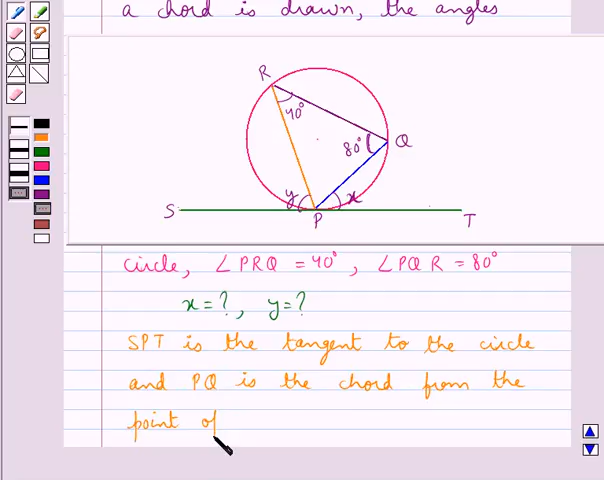 a chord is drawn, the angles
R
40°
80°
Q
y
x
S
P
T
circle, ∠PRQ = 40°, ∠PQR = 80°
x = ?, y = ?
SPT is the tangent to the circle
and PQ is the chord from the
point of